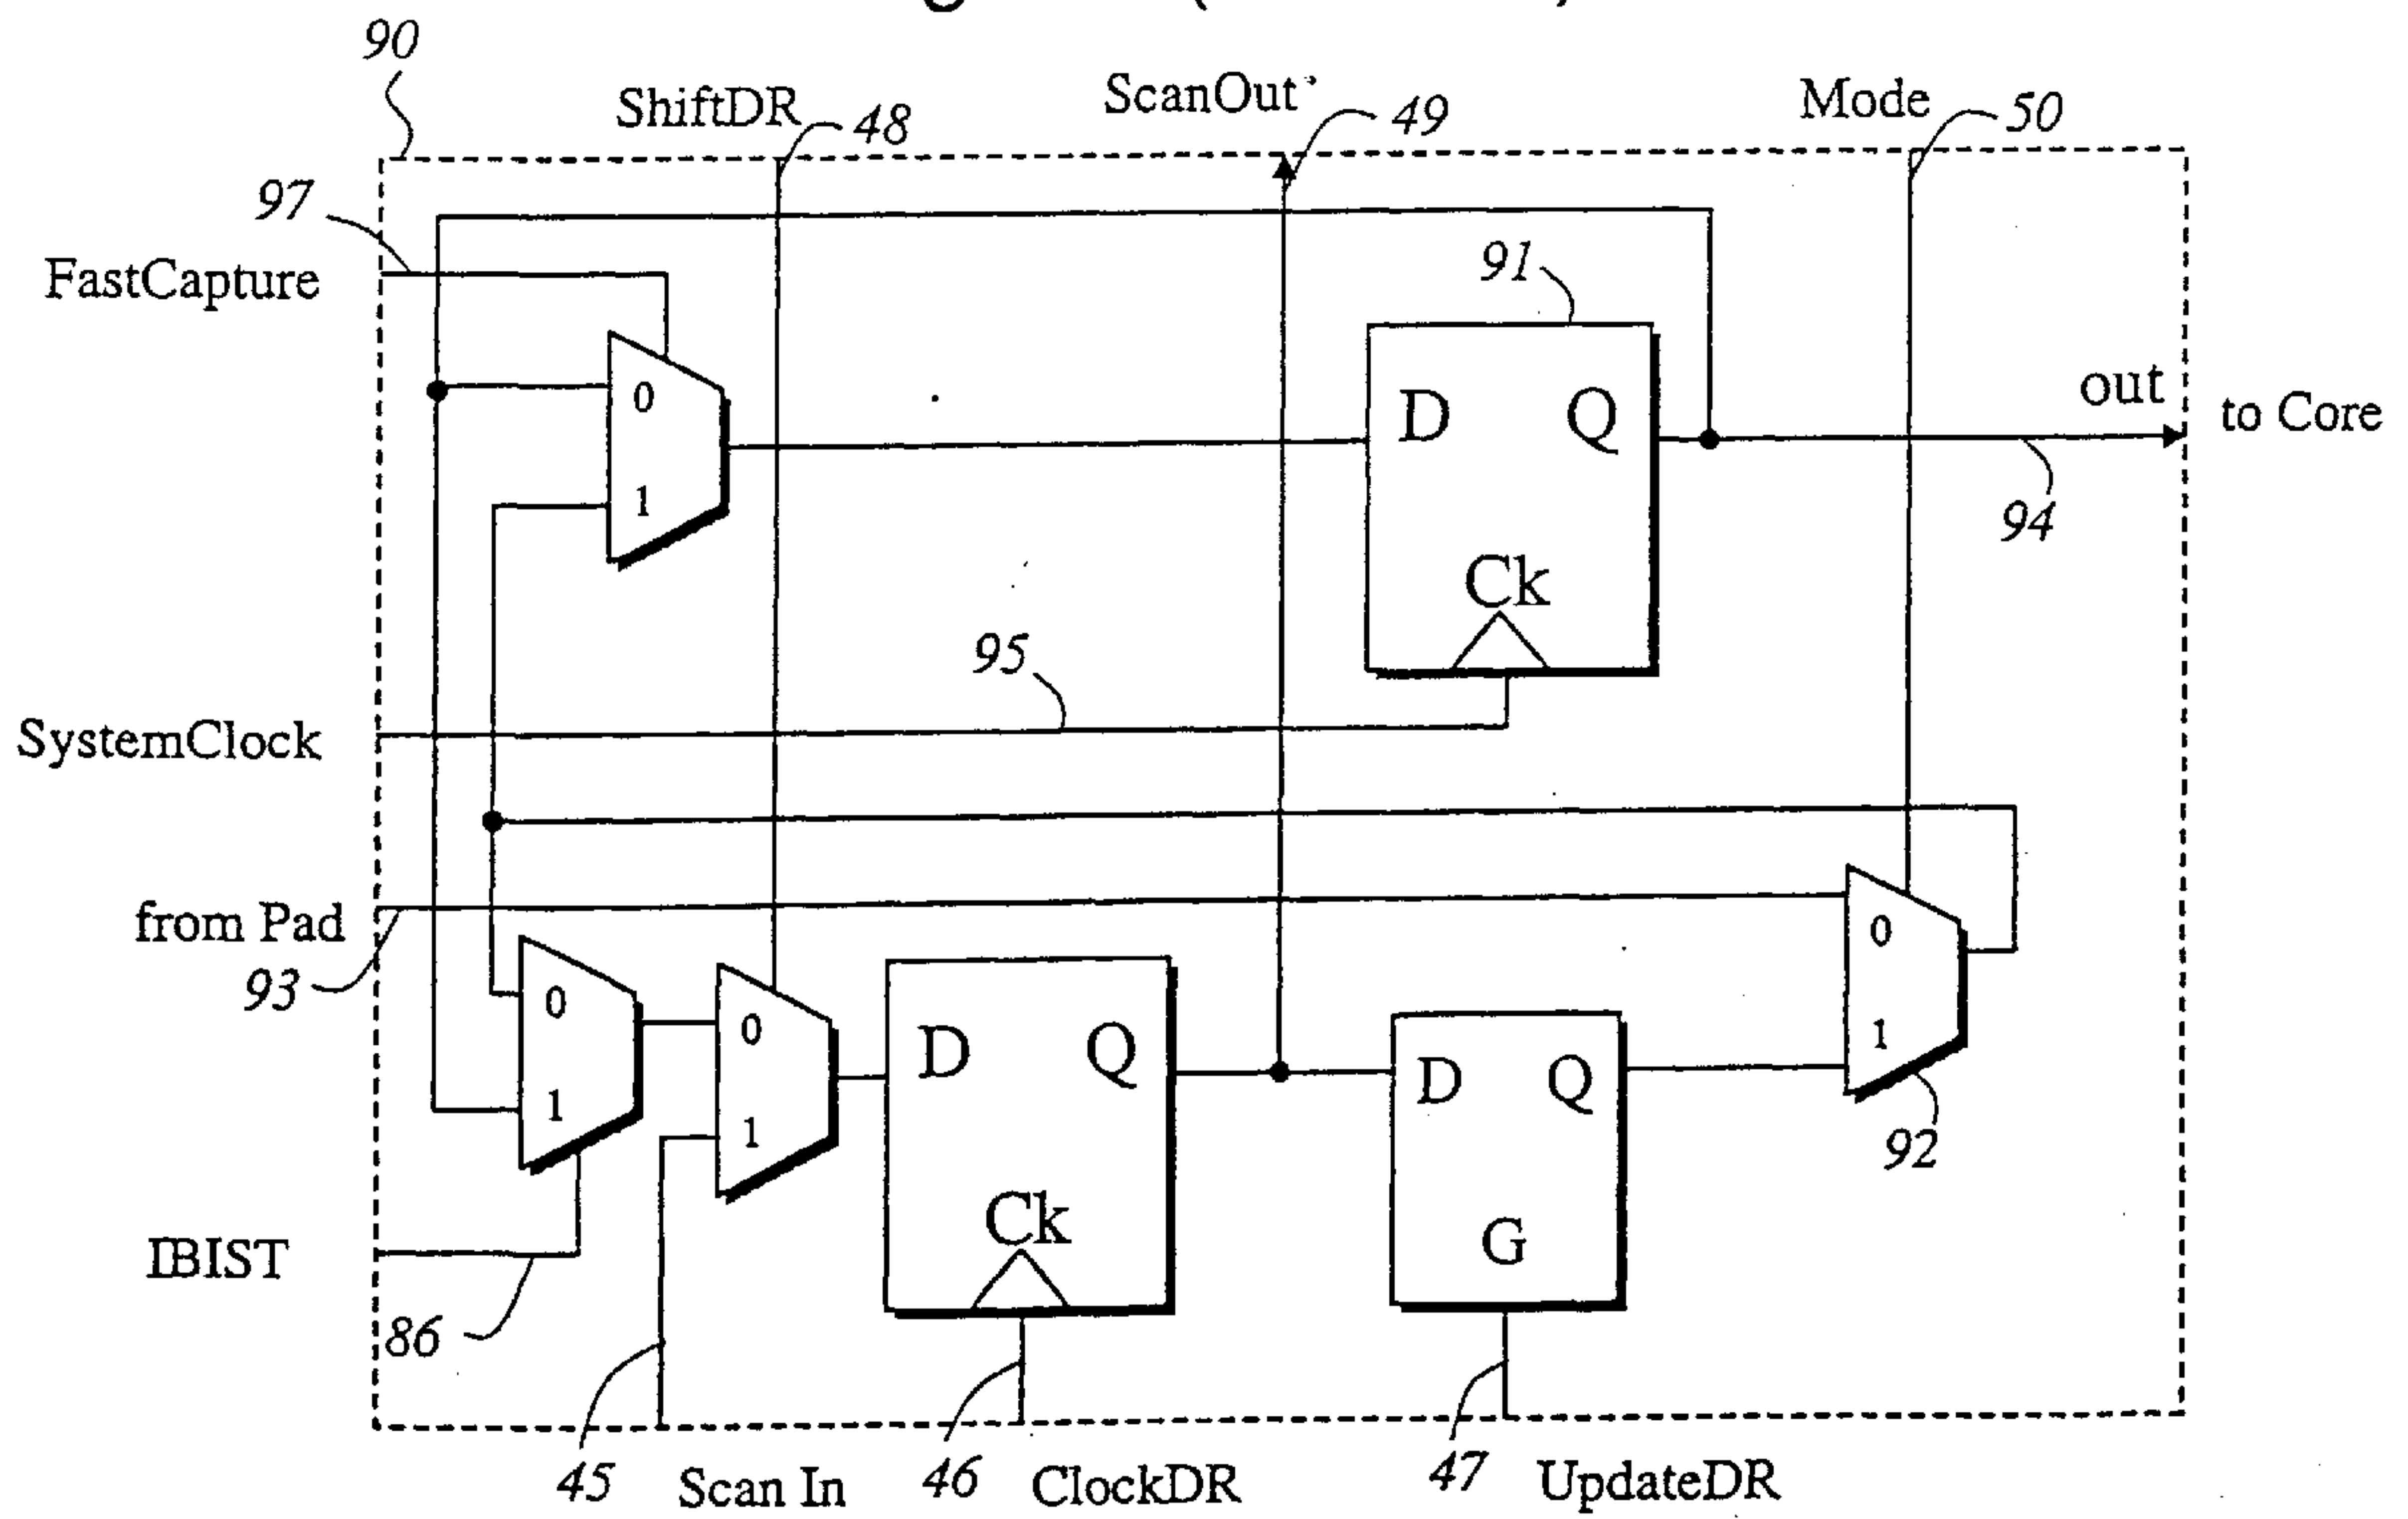 90
ShiftDR
48
ScanOut
49
Mode
50
97
FastCapture
91
0
D
Q
out
to Core
1
94
Ck
95
SystemClock
from Pad
93
0
0
0
D
Q
D
Q
1
1
1
92
Ck
G
IBIST
86
45
Scan In
46
ClockDR
47
UpdateDR